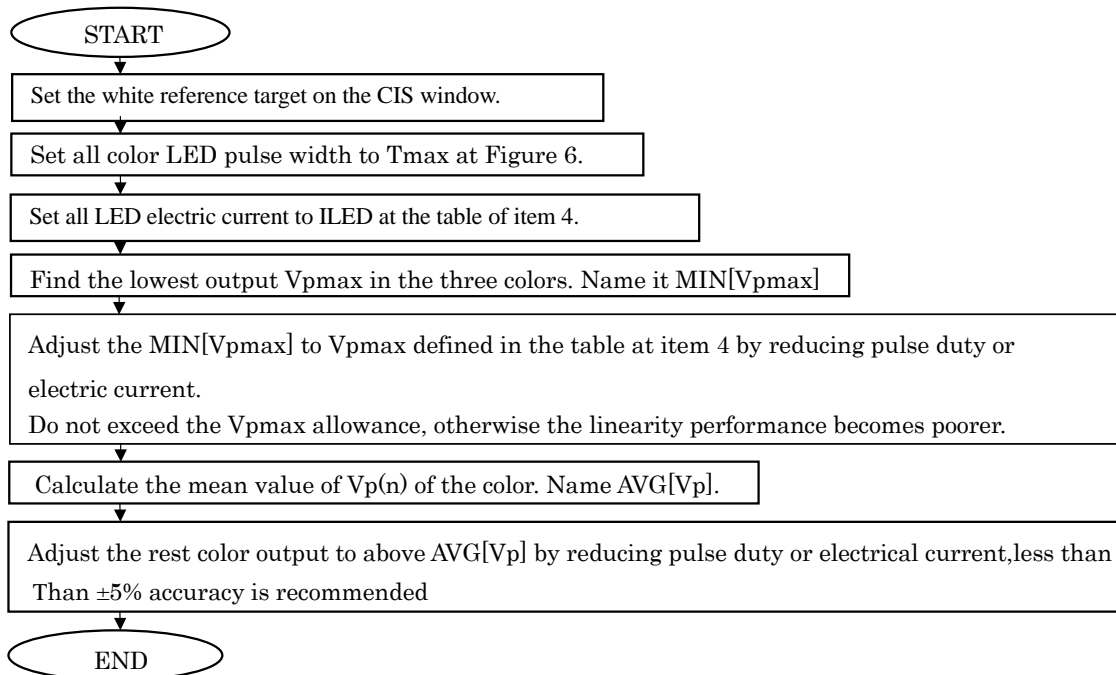 START
Set the white reference target on the CIS window.
Set all color LED pulse width to Tmax at Figure 6.
Set all LED electric current to ILED at the table of item 4.
Find the lowest output Vpmax in the three colors. Name it MIN[Vpmax]
Adjust the MIN[Vpmax] to Vpmax defined in the table at item 4 by reducing pulse duty or
electric current.
Do not exceed the Vpmax allowance, otherwise the linearity performance becomes poorer.
Calculate the mean value of Vp(n) of the color. Name AVG[Vp].
Adjust the rest color output to above AVG[Vp] by reducing pulse duty or electrical current,less than
Than ±5% accuracy is recommended
END